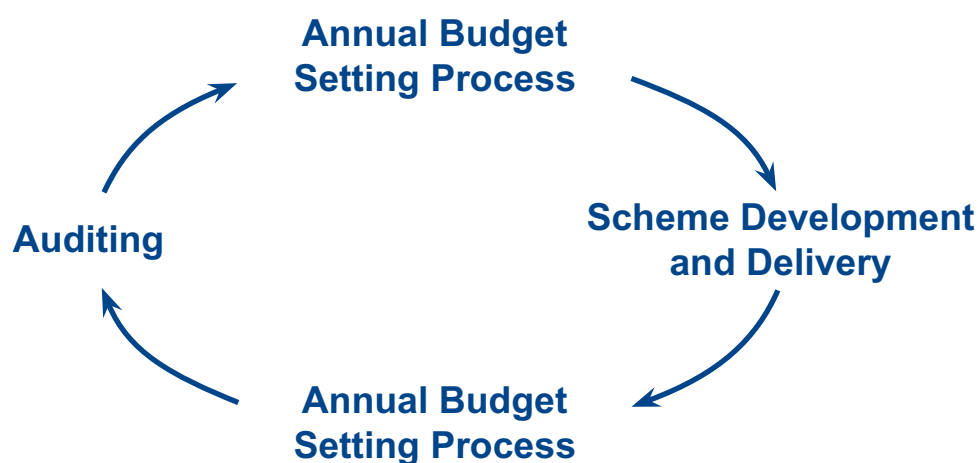 Annual Budget
Setting Process
Scheme Development
and Delivery
Auditing
Annual Budget
Setting Process